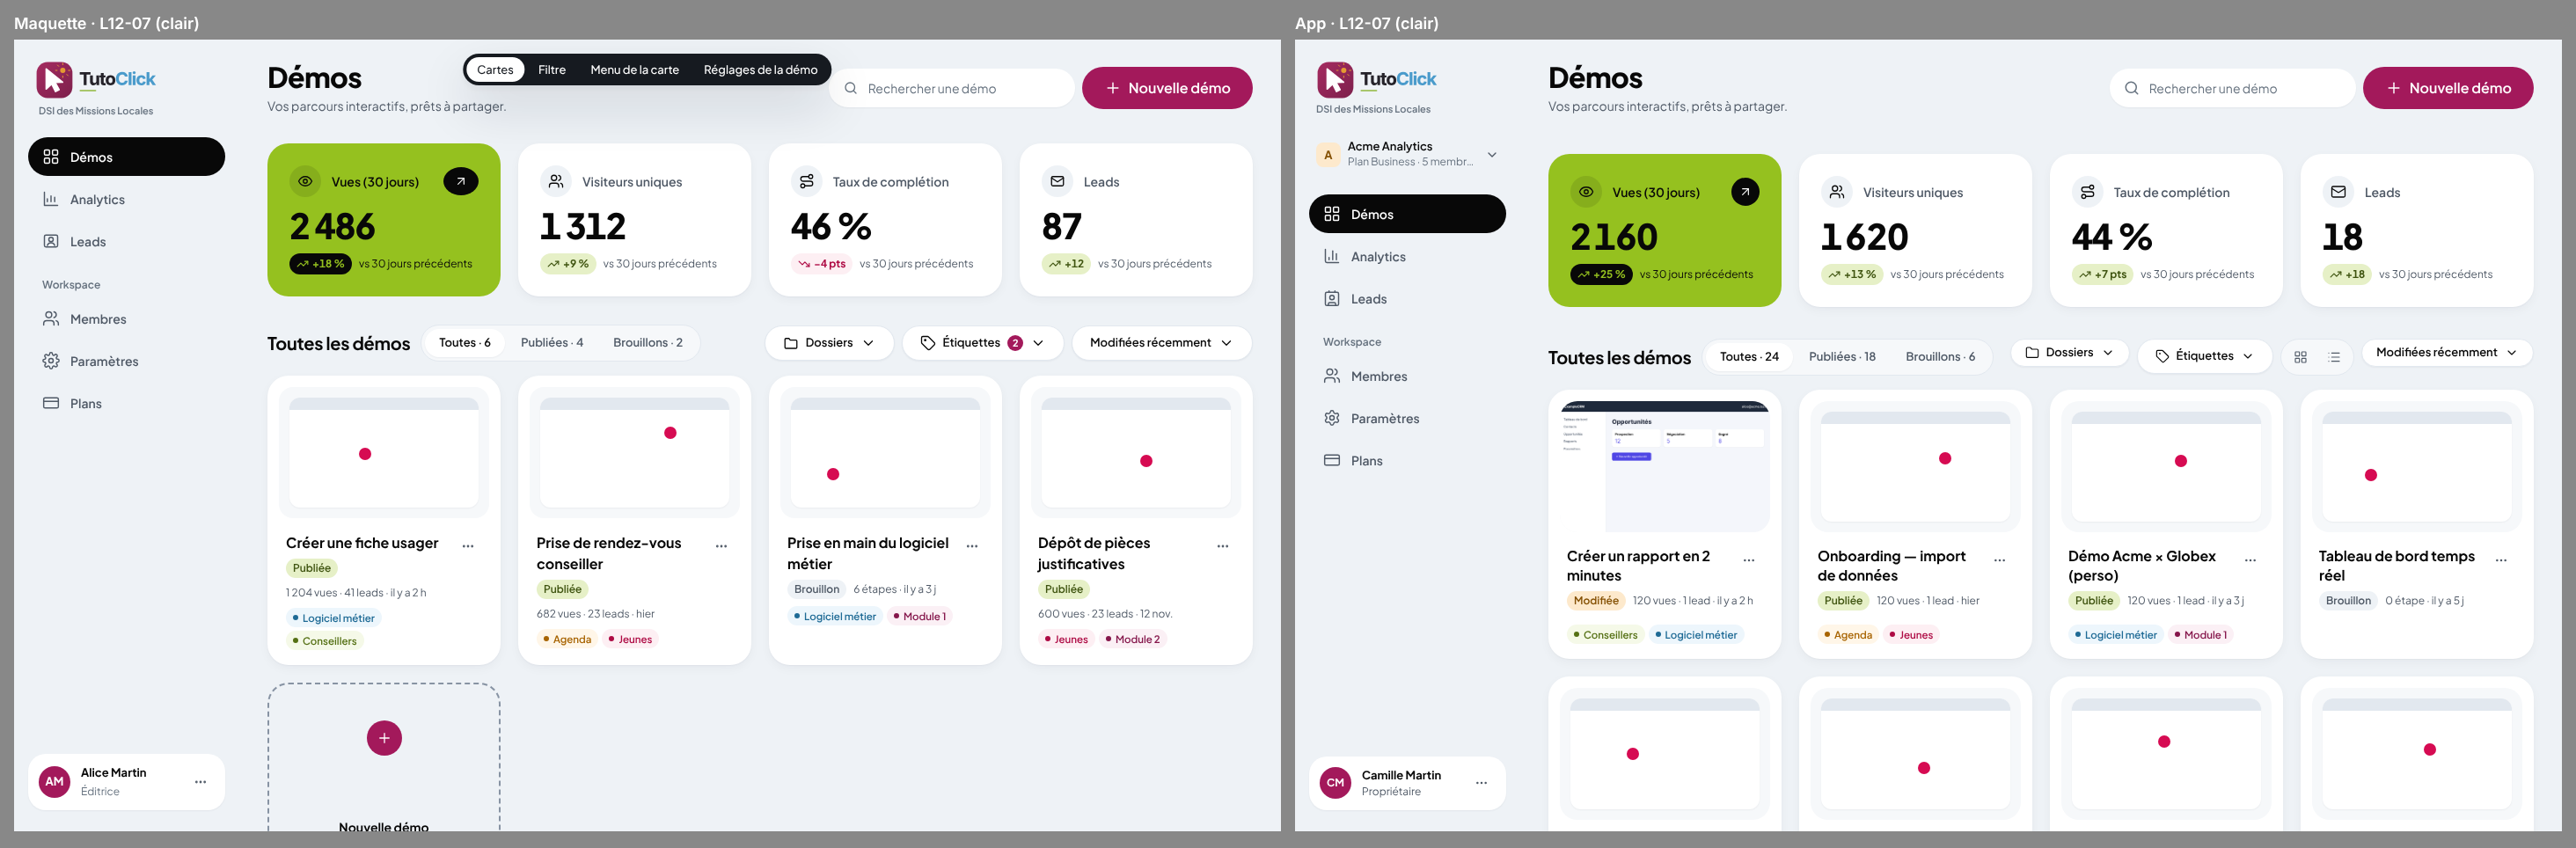 Maquette · L12-07 (clair)
TutoClick
DSI des Missions Locales
Démos
Analytics
Leads
Workspace
Membres
Paramètres
Plans
AM
Alice Martin
Éditrice
Démos
Vos parcours interactifs, prêts à partager.
Cartes
Filtre
Menu de la carte
Réglages de la démo
Rechercher une démo
Nouvelle démo
Vues (30 jours)
2 486
+18 %
vs 30 jours précédents
Visiteurs uniques
1 312
+9 %
vs 30 jours précédents
Taux de complétion
46 %
-4 pts
vs 30 jours précédents
Leads
87
+12
vs 30 jours précédents
Toutes les démos
Toutes · 6
Publiées · 4
Brouillons · 2
Dossiers
Étiquettes 2
Modifiées récemment
Créer une fiche usager
Publiée
1 204 vues · 41 leads · il y a 2 h
Logiciel métier
Conseillers
Prise de rendez-vous
conseiller
Publiée
682 vues · 23 leads · hier
Agenda
Jeunes
Prise en main du logiciel
métier
Brouillon
6 étapes · il y a 3 j
Logiciel métier
Module 1
Dépôt de pièces
justificatives
Publiée
600 vues · 23 leads · 12 nov.
Jeunes
Module 2
Nouvelle démo
App · L12-07 (clair)
TutoClick
DSI des Missions Locales
A
Acme Analytics
Plan Business · 5 membr...
Démos
Analytics
Leads
Workspace
Membres
Paramètres
Plans
CM
Camille Martin
Propriétaire
Démos
Vos parcours interactifs, prêts à partager.
Rechercher une démo
Nouvelle démo
Vues (30 jours)
2 160
+25 %
vs 30 jours précédents
Visiteurs uniques
1 620
+13 %
vs 30 jours précédents
Taux de complétion
44 %
+7 pts
vs 30 jours précédents
Leads
18
+18
vs 30 jours précédents
Toutes les démos
Toutes · 24
Publiées · 18
Brouillons · 6
Dossiers
Étiquettes
Modifiées récemment
Opportunités
12
5
8
Créer un rapport en 2
minutes
Modifiée
120 vues · 1 lead · il y a 2 h
Conseillers
Logiciel métier
Onboarding — import
de données
Publiée
120 vues · 1 lead · hier
Agenda
Jeunes
Démo Acme × Globex
(perso)
Publiée
120 vues · 1 lead · il y a 3 j
Logiciel métier
Module 1
Tableau de bord temps
réel
Brouillon
0 étape · il y a 5 j